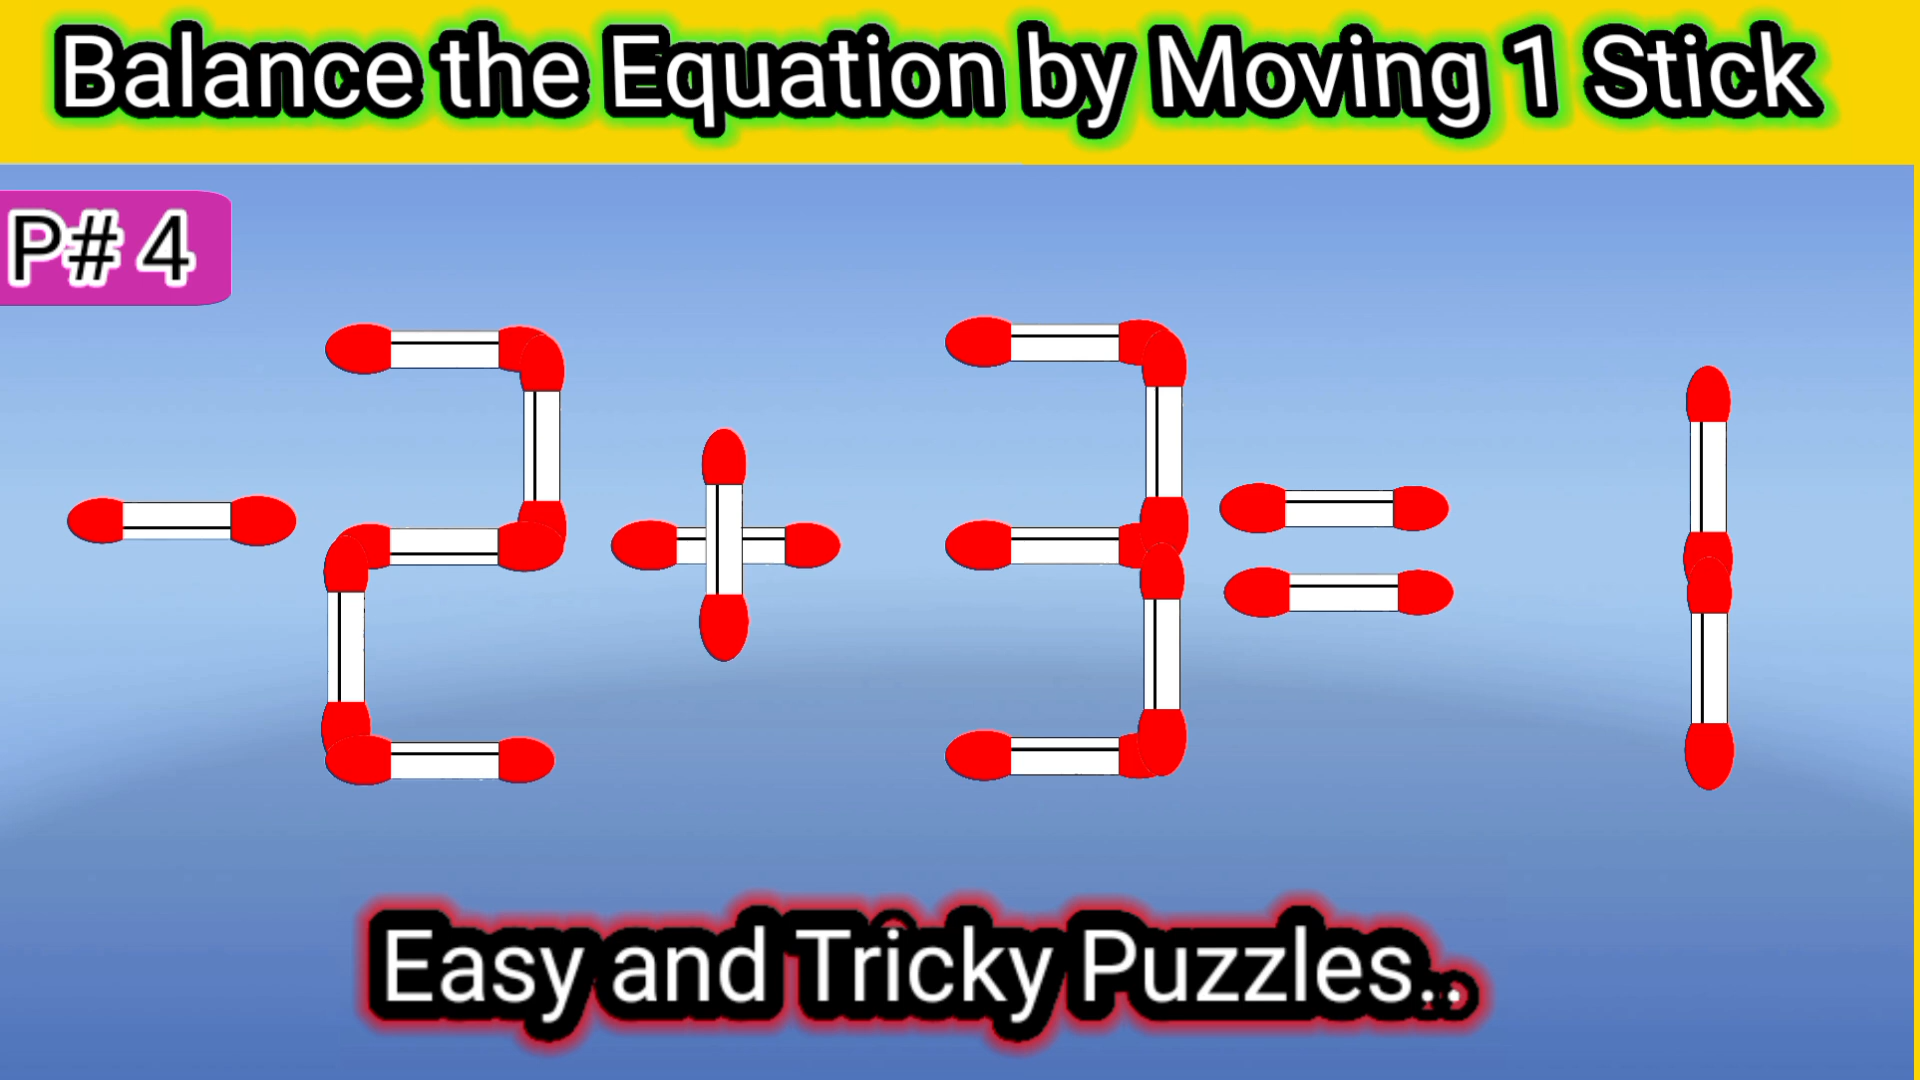 Balance the Equation by Moving 1 Stick
P# 4
-2+3=1
Easy and Tricky Puzzles..